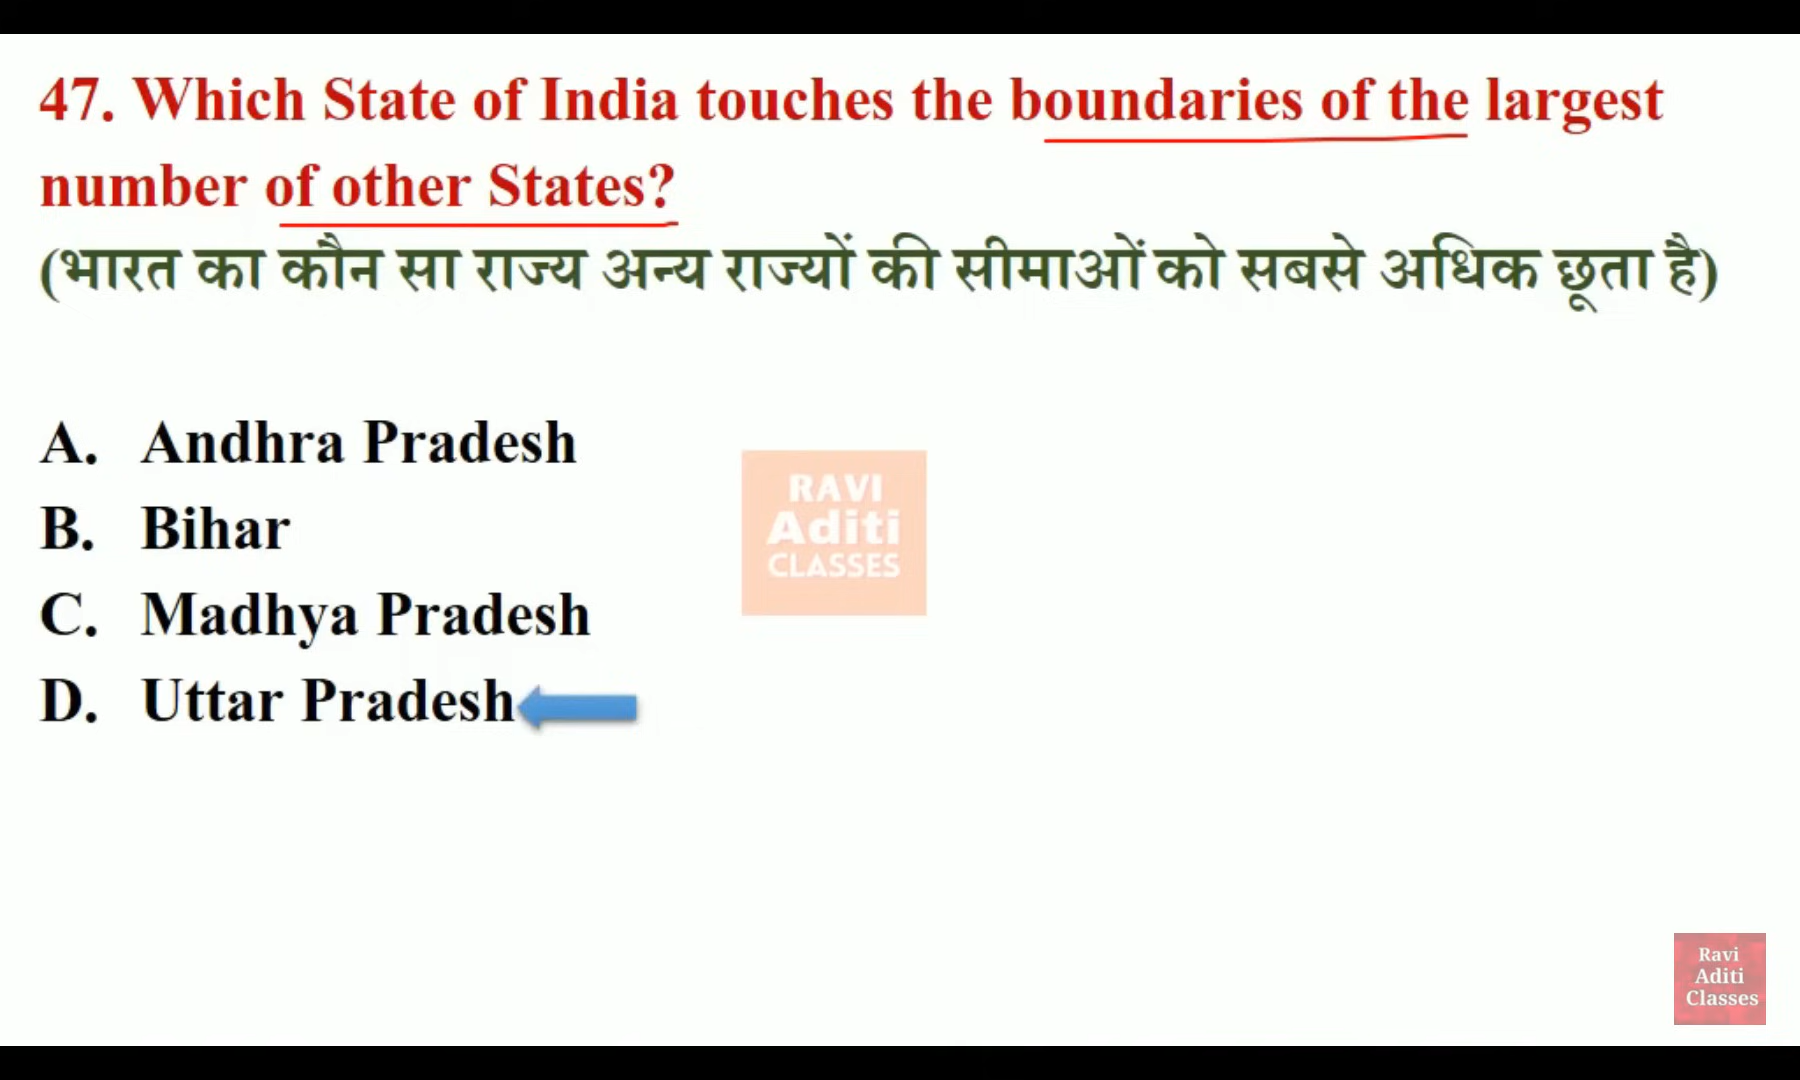 47. Which State of India touches the boundaries of the largest
number of other States?
(भारत का कौन सा राज्य अन्य राज्यों की सीमाओं को सबसे अधिक छूता है)
A. Andhra Pradesh
B. Bihar
C. Madhya Pradesh
D. Uttar Pradesh
RAVI
Aditi
CLASSES
Ravi
Aditi
Classes